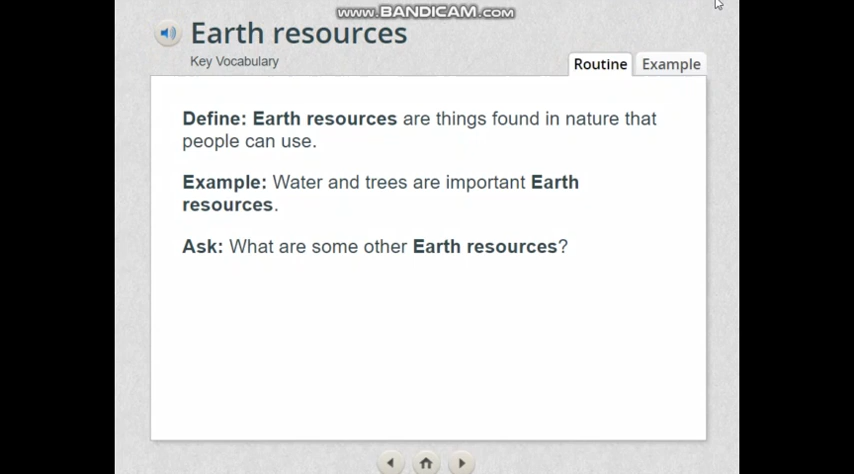 www.BANDICAM.com
Earth resources
Key Vocabulary
Routine
Example
Define: Earth resources are things found in nature that
people can use.
Example: Water and trees are important Earth
resources.
Ask: What are some other Earth resources?